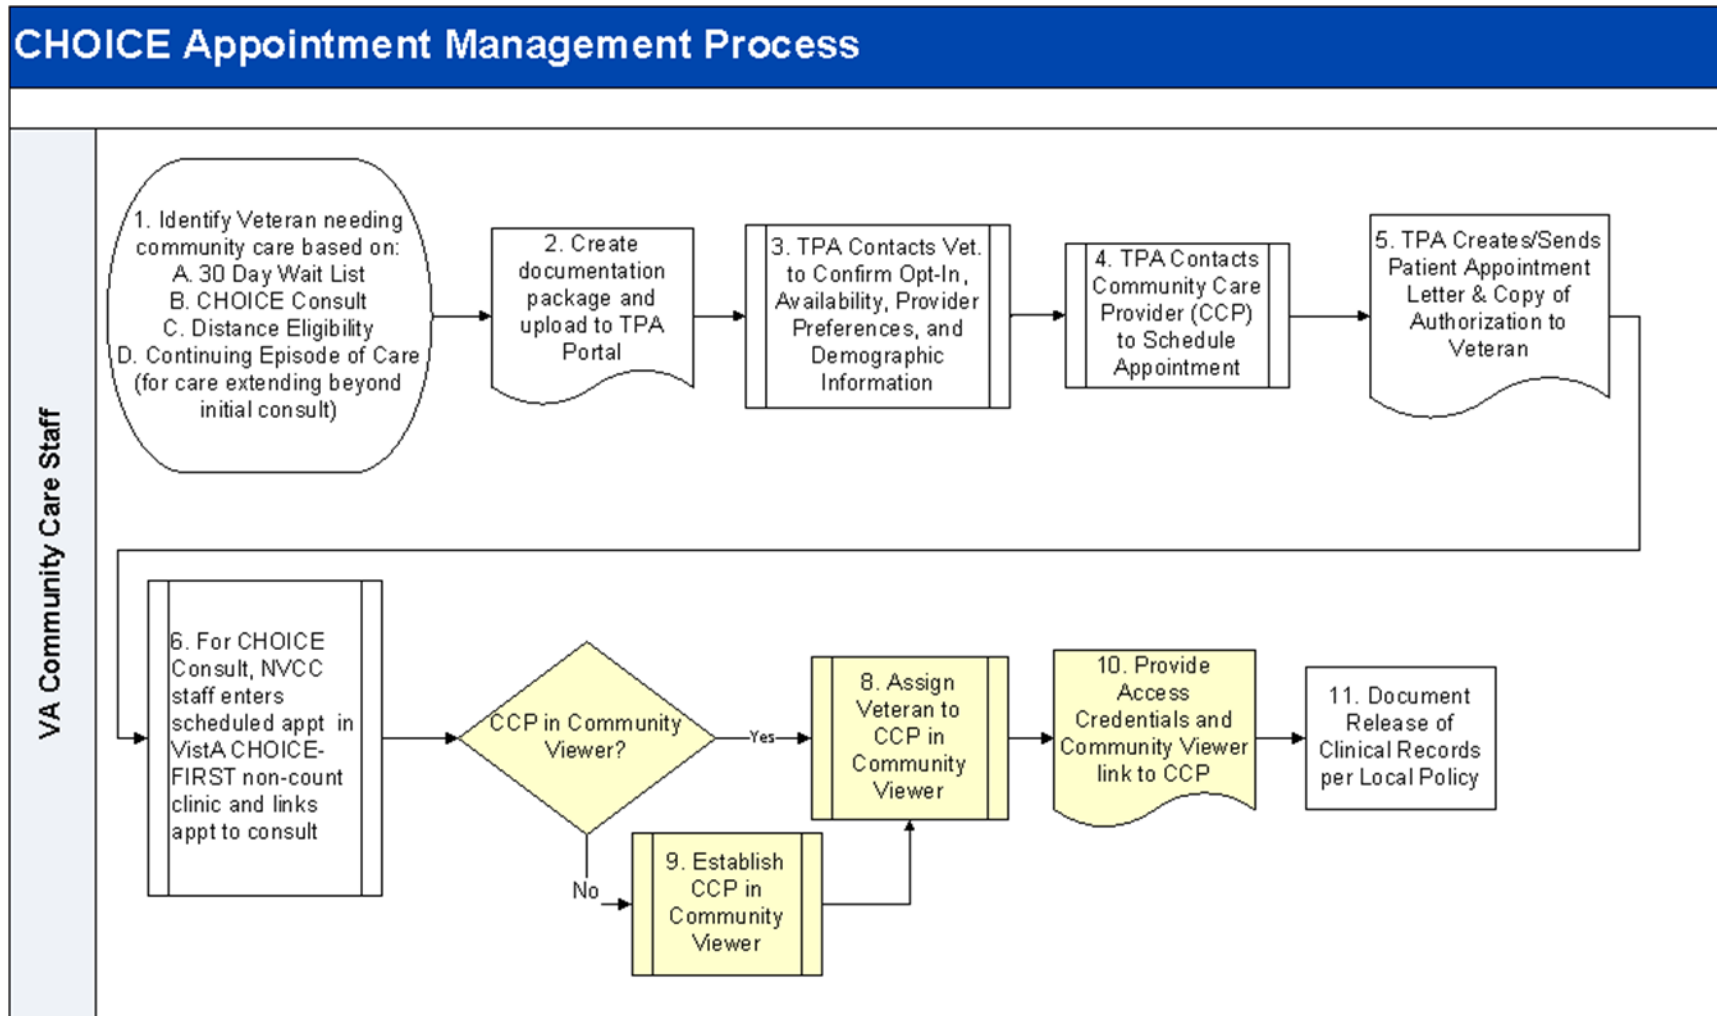 CHOICE Appointment Management Process
VA Community Care Staff
1. Identify Veteran needing
community care based on:
A. 30 Day Wait List
B. CHOICE Consult
C. Distance Eligibility
D. Continuing Episode of Care
(for care extending beyond
initial consult)
2. Create
documentation
package and
upload to TPA
Portal
3. TPA Contacts Vet.
to Confirm Opt-In,
Availability, Provider
Preferences, and
Demographic
Information
4. TPA Contacts
Community Care
Provider (CCP)
to Schedule
Appointment
5. TPA Creates/Sends
Patient Appointment
Letter & Copy of
Authorization to
Veteran
6. For CHOICE
Consult, NVCC
staff enters
scheduled appt in
VistA CHOICE-
FIRST non-count
clinic and links
appt to consult
CCP in Community
Viewer?
Yes
No
8. Assign
Veteran to
CCP in
Community
Viewer
9. Establish
CCP in
Community
Viewer
10. Provide
Access
Credentials and
Community Viewer
link to CCP
11. Document
Release of
Clinical Records
per Local Policy